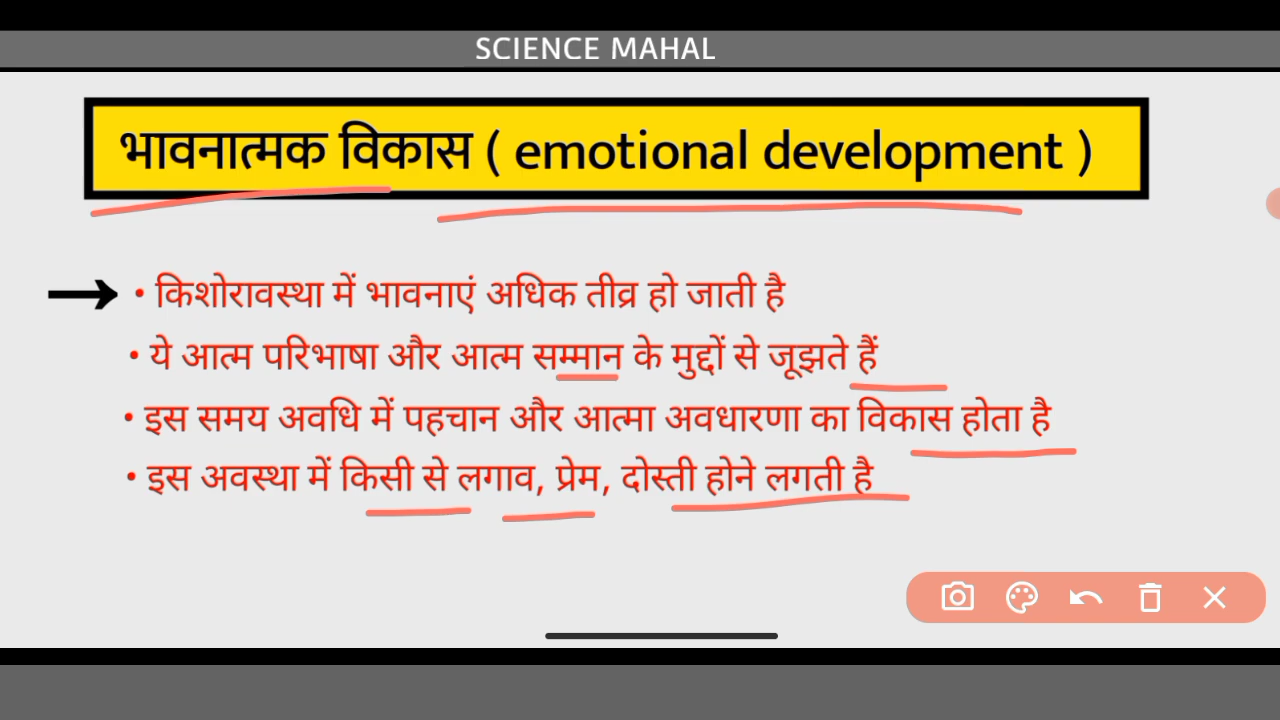 SCIENCE MAHAL
भावनात्मक विकास ( emotional development )
• किशोरावस्था में भावनाएं अधिक तीव्र हो जाती है
• ये आत्म परिभाषा और आत्म सम्मान के मुद्दों से जूझते हैं
• इस समय अवधि में पहचान और आत्मा अवधारणा का विकास होता है
• इस अवस्था में किसी से लगाव, प्रेम, दोस्ती होने लगती है